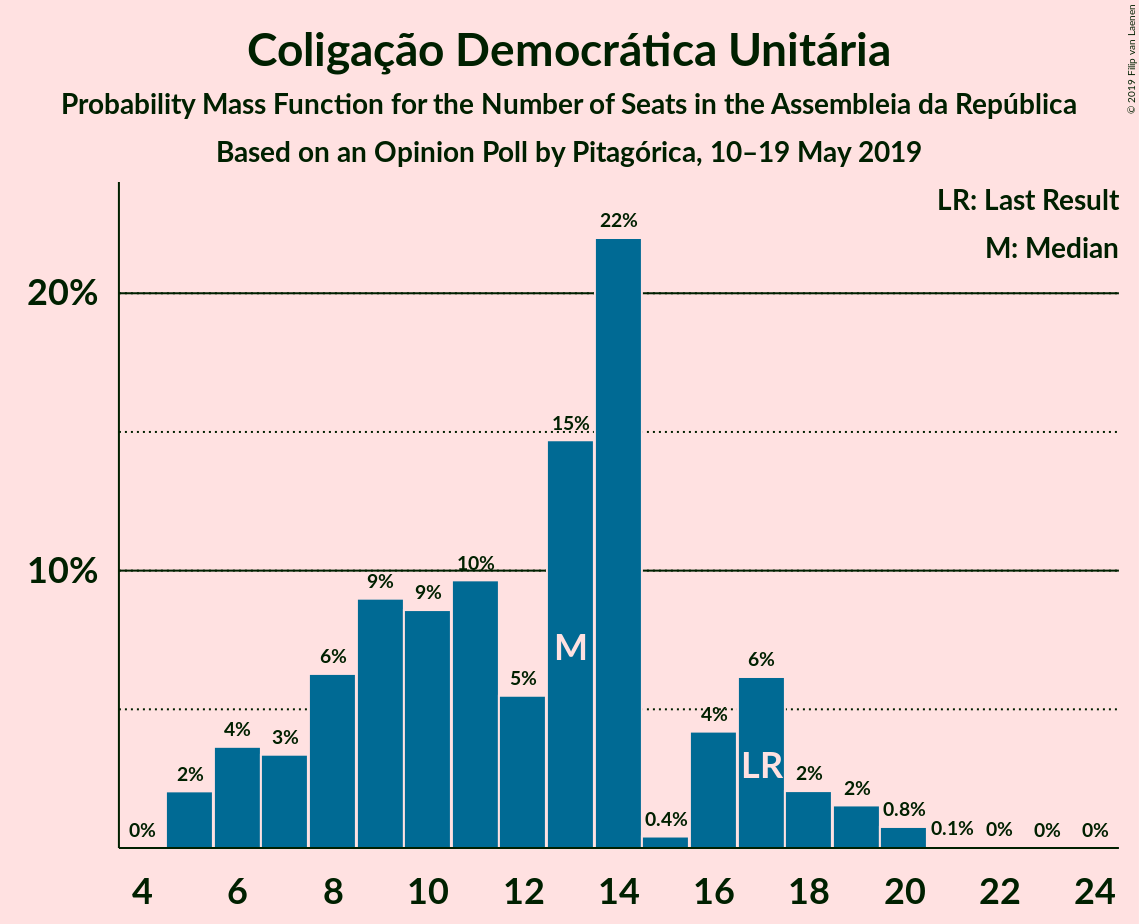 Coligação Democrática Unitária
Probability Mass Function for the Number of Seats in the Assembleia da República
Based on an Opinion Poll by Pitagórica, 10–19 May 2019
© 2019 Filip van Laenen
LR: Last Result
M: Median
20%
10%
0%
2%
4%
3%
6%
9%
9%
10%
5%
15%
22%
0.4%
4%
6%
2%
2%
0.8%
0.1%
0%
0%
0%
M
LR
4 6 8 10 12 14 16 18 20 22 24